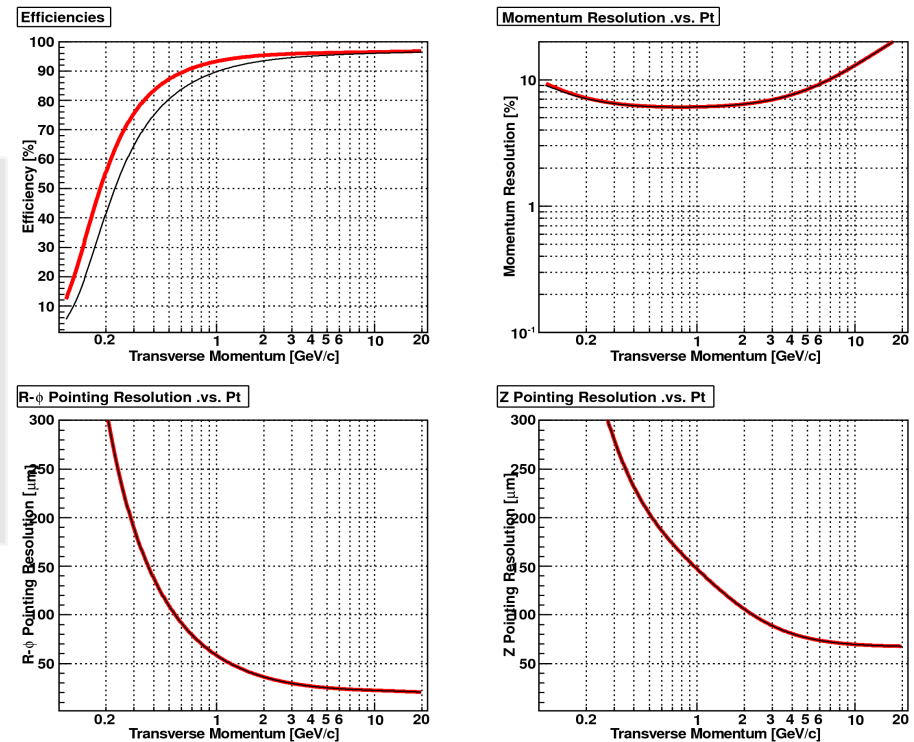 Efficiencies
Efficiency [%]
100
90
80
70
60
50
40
30
20
10
0.2 1 2 3 4 5 6 10 20
Transverse Momentum [GeV/c]
Momentum Resolution .vs. Pt
Momentum Resolution [%]
10
1
10⁻¹
0.2 1 2 3 4 5 6 10 20
Transverse Momentum [GeV/c]
R-ϕ Pointing Resolution .vs. Pt
R-ϕ Pointing Resolution [μm]
300
250
200
150
100
50
0.2 1 2 3 4 5 6 10 20
Transverse Momentum [GeV/c]
Z Pointing Resolution .vs. Pt
Z Pointing Resolution [μm]
300
250
200
150
100
50
0.2 1 2 3 4 5 6 10 20
Transverse Momentum [GeV/c]